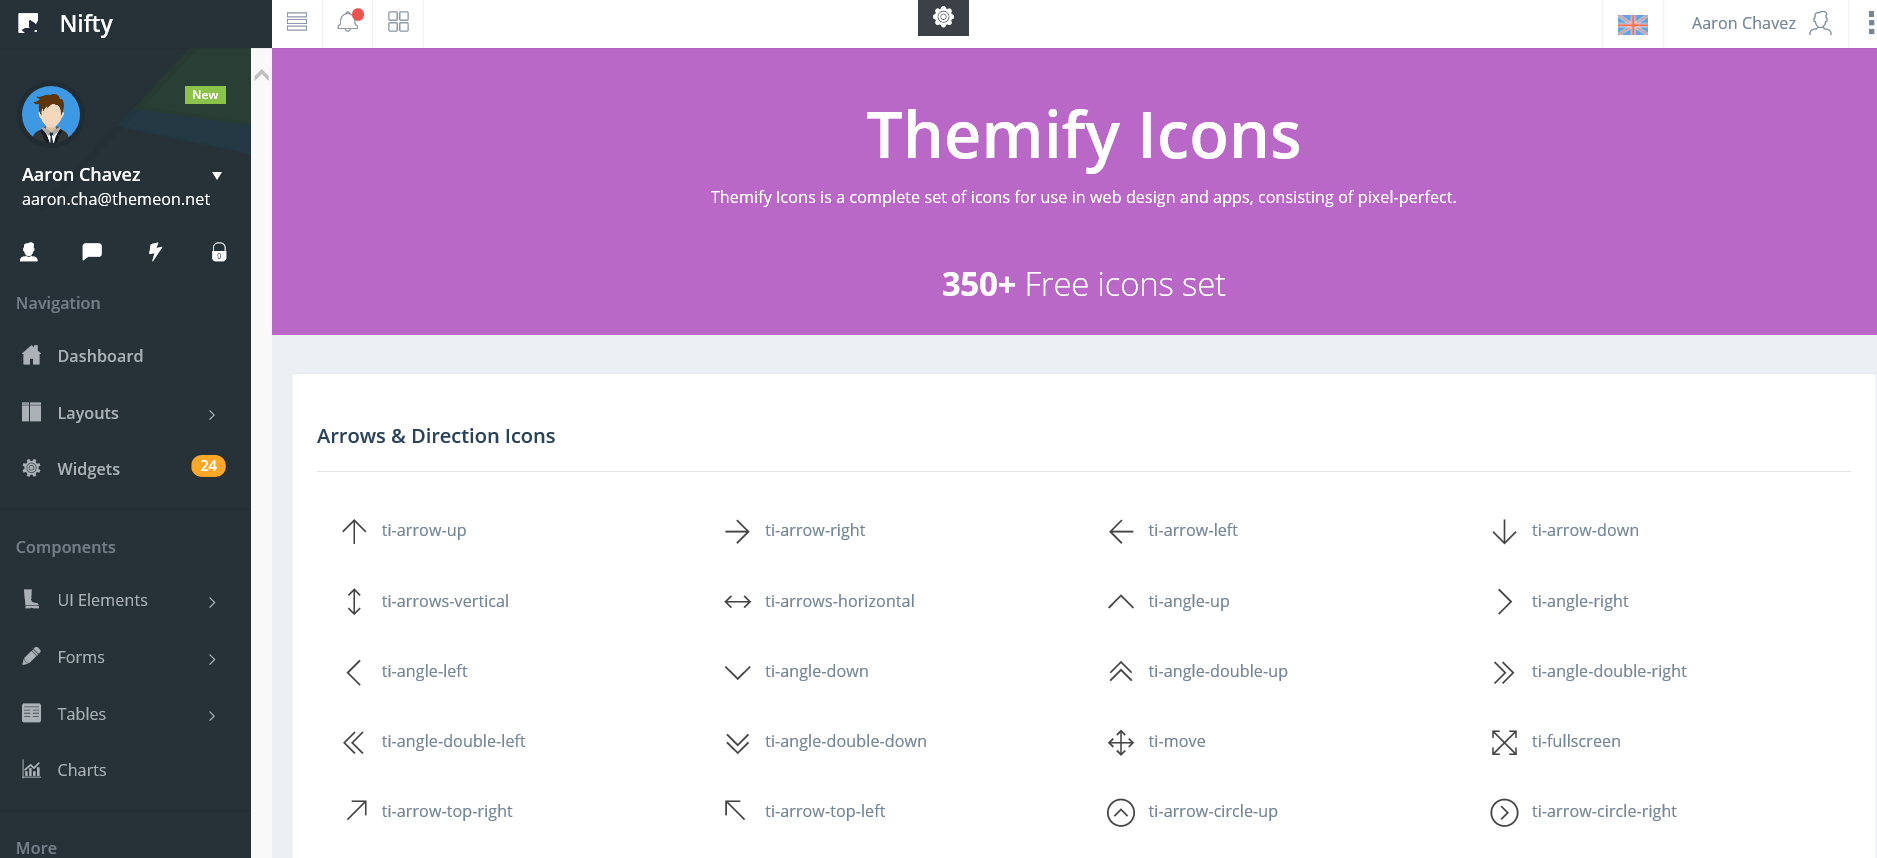 Nifty
Aaron Chavez
New
Aaron Chavez
aaron.cha@themeon.net
Navigation
Dashboard
Layouts
Widgets 24
Components
UI Elements
Forms
Tables
Charts
More
Themify Icons
Themify Icons is a complete set of icons for use in web design and apps, consisting of pixel-perfect.
350+ Free icons set
Arrows & Direction Icons
ti-arrow-up ti-arrow-right ti-arrow-left ti-arrow-down
ti-arrows-vertical ti-arrows-horizontal ti-angle-up ti-angle-right
ti-angle-left ti-angle-down ti-angle-double-up ti-angle-double-right
ti-angle-double-left ti-angle-double-down ti-move ti-fullscreen
ti-arrow-top-right ti-arrow-top-left ti-arrow-circle-up ti-arrow-circle-right